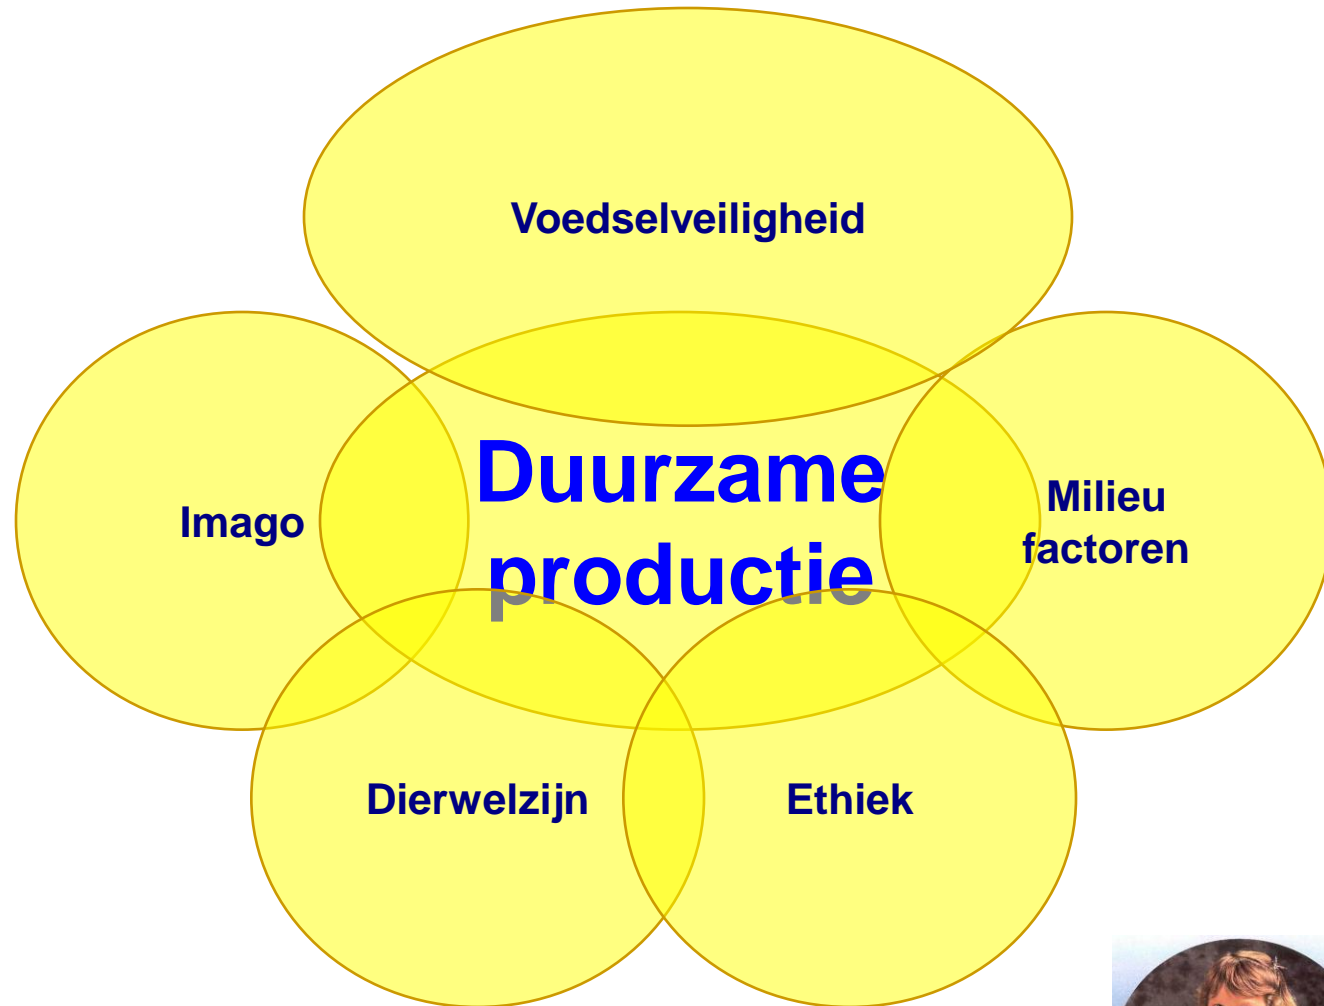 Voedselveiligheid
Duurzame
productie
Imago
Milieu
factoren
Dierwelzijn
Ethiek